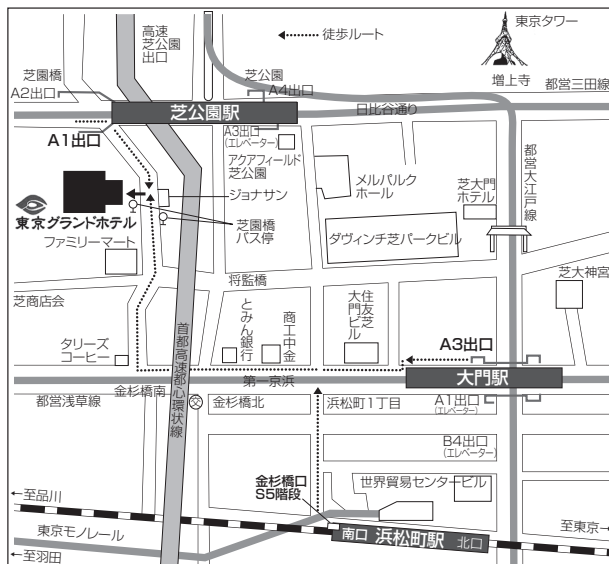 東京タワー
高速
芝公園
出口
徒歩ルート
芝園橋
A2出口
芝公園
A4出口
増上寺
都営三田線
芝公園駅
日比谷通り
A1出口
A3出口
(エレベーター)
アクアフィールド
芝公園
メルパルク
ホール
都営大江戸線
芝大門
ホテル
ジョナサン
東京グランドホテル
芝園橋
バス停
ファミリーマート
ダヴィンチ芝パークビル
将監橋
芝大神宮
芝商店会
とみん
銀行
商工中金
住友芝
大門ビル
A3出口
タリーズ
コーヒー
首都高速都心環状線
第一京浜
大門駅
金杉橋南
都営浅草線
交
金杉橋北
浜松町1丁目
A1出口
(エレベーター)
B4出口
(エレベーター)
金杉橋口
S5階段
世界貿易センタービル
至品川
東京モノレール
南口 浜松町駅 北口
至東京
至羽田